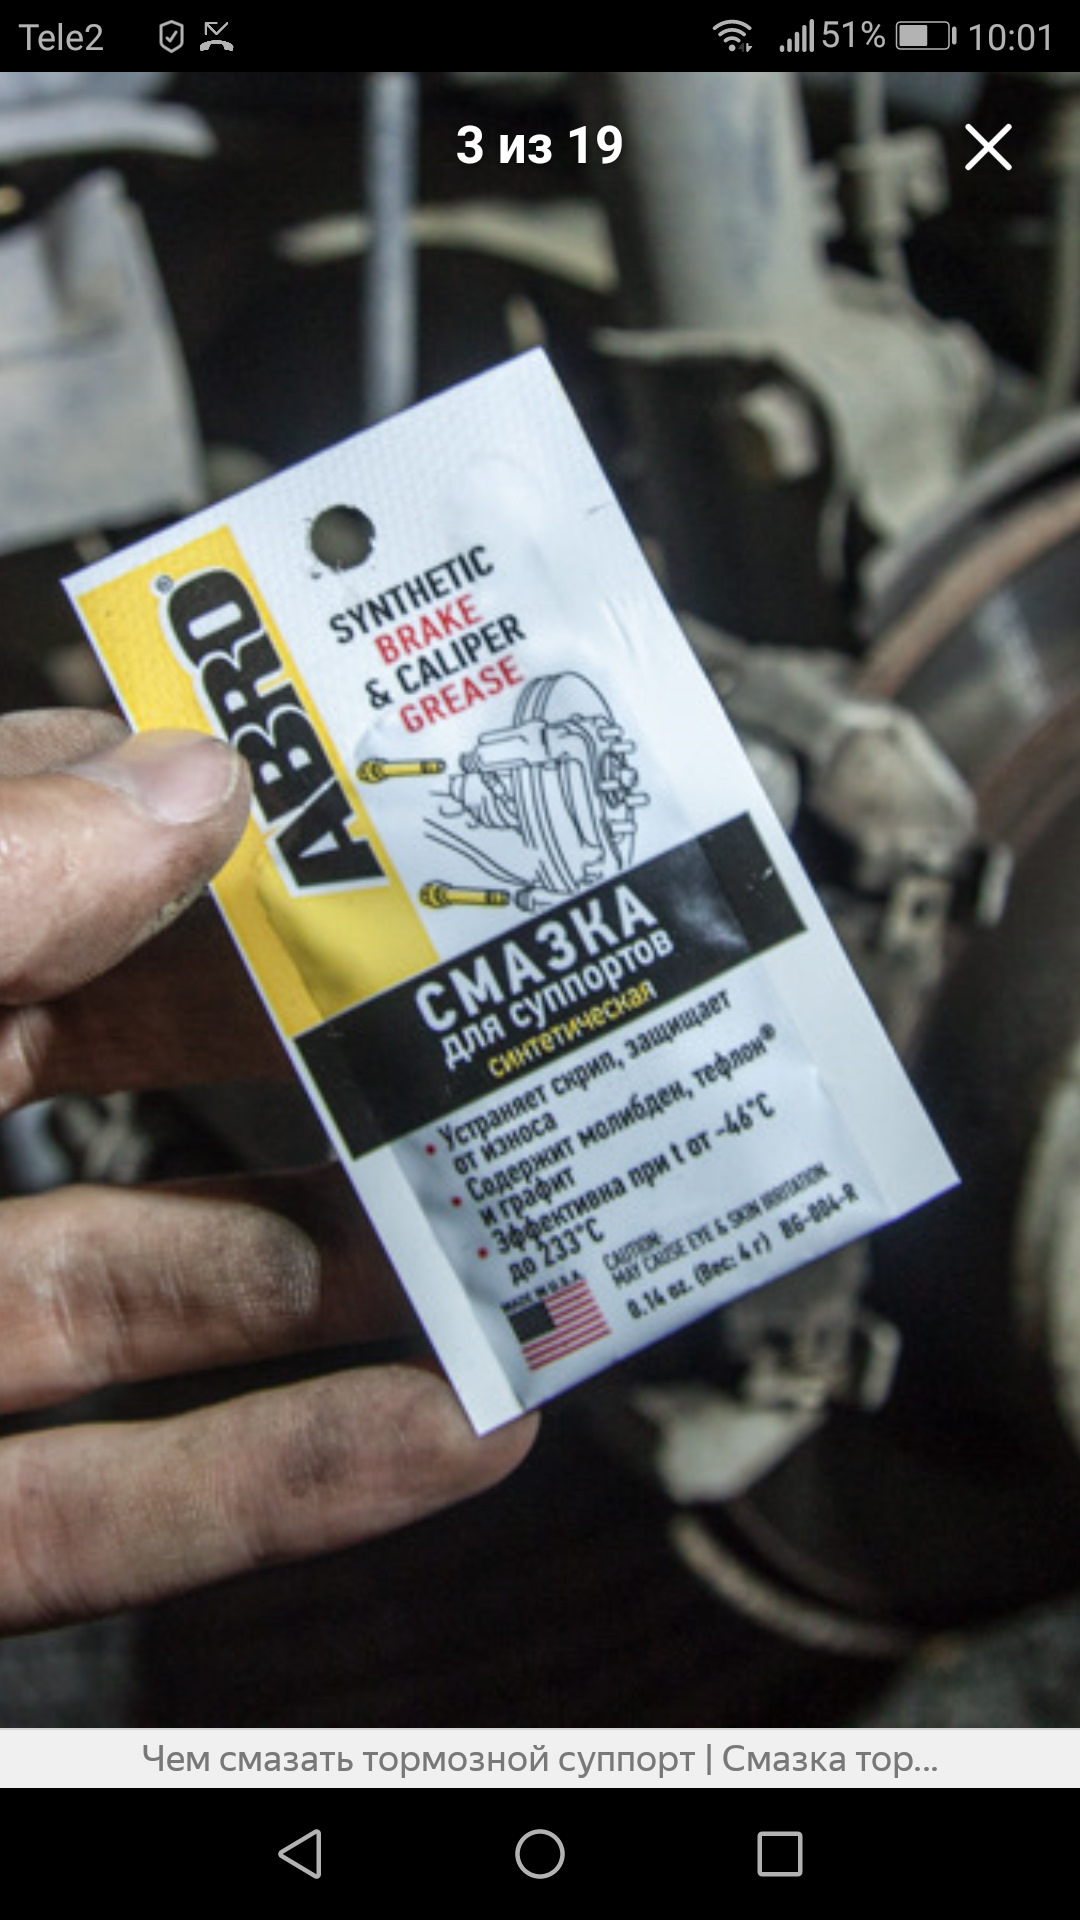 Tele2
51%
10:01
3 из 19
ABRO®
SYNTHETIC
BRAKE
& CALIPER
GREASE
СМАЗКА
для суппортов
синтетическая
• Устраняет скрип, защищает
от износа
• Содержит молибден, тефлон®
и графит
• Эффективна при t от -46°C
до 233°C
MADE IN U.S.A.
CAUTION:
MAY CAUSE EYE & SKIN IRRITATION.
0.14 oz. (Вес: 4 г) BG-004-R
Чем смазать тормозной суппорт | Смазка тор...